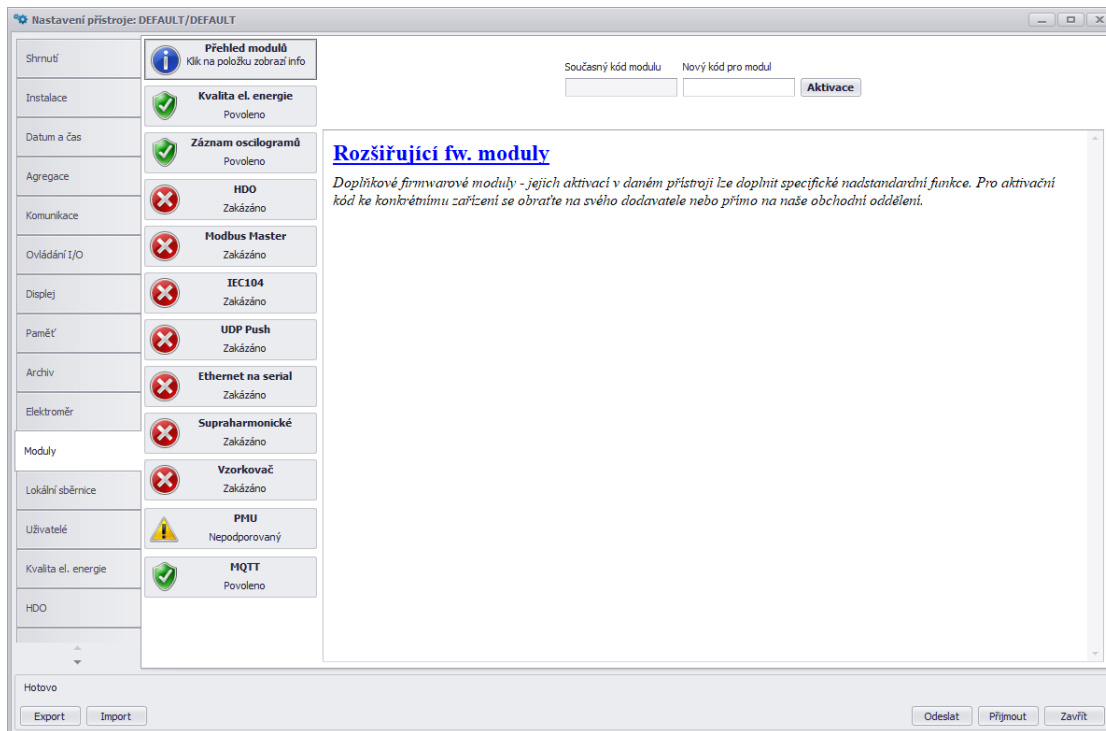 Nastavení přístroje: DEFAULT/DEFAULT
Shrnutí
Instalace
Datum a čas
Agregace
Komunikace
Ovládání I/O
Displej
Paměť
Archiv
Elektroměr
Moduly
Lokální sběrnice
Uživatelé
Kvalita el. energie
HDO
Přehled modulů
Klik na položku zobrazí info
Kvalita el. energie
Povoleno
Záznam oscilogramů
Povoleno
HDO
Zakázáno
Modbus Master
Zakázáno
IEC104
Zakázáno
UDP Push
Zakázáno
Ethernet na serial
Zakázáno
Supraharmonické
Zakázáno
Vzorkovač
Zakázáno
PMU
Nepodporovaný
MQTT
Povoleno
Současný kód modulu Nový kód pro modul
Aktivace
Rozšiřující fw. moduly
Doplňkové firmwarové moduly - jejich aktivací v daném přístroji lze doplnit specifické nadstandardní funkce. Pro aktivační
kód ke konkrétnímu zařízení se obraťte na svého dodavatele nebo přímo na naše obchodní oddělení.
Hotovo
Export Import Odeslat Přijmout Zavřít